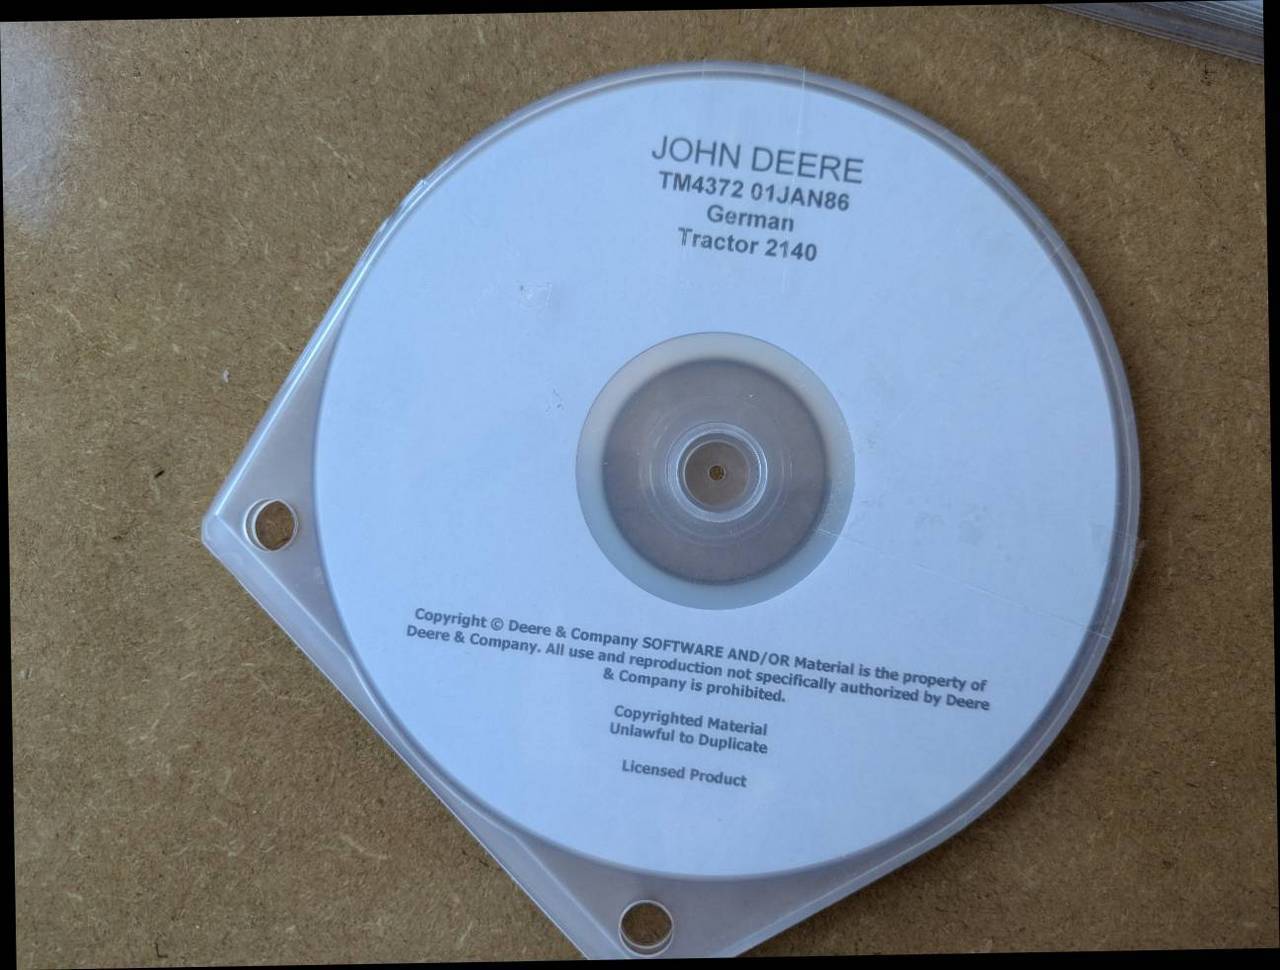 JOHN DEERE
TM4372 01JAN86
German
Tractor 2140
Copyright © Deere & Company SOFTWARE AND/OR Material is the property of
Deere & Company. All use and reproduction not specifically authorized by Deere
& Company is prohibited.
Copyrighted Material
Unlawful to Duplicate
Licensed Product